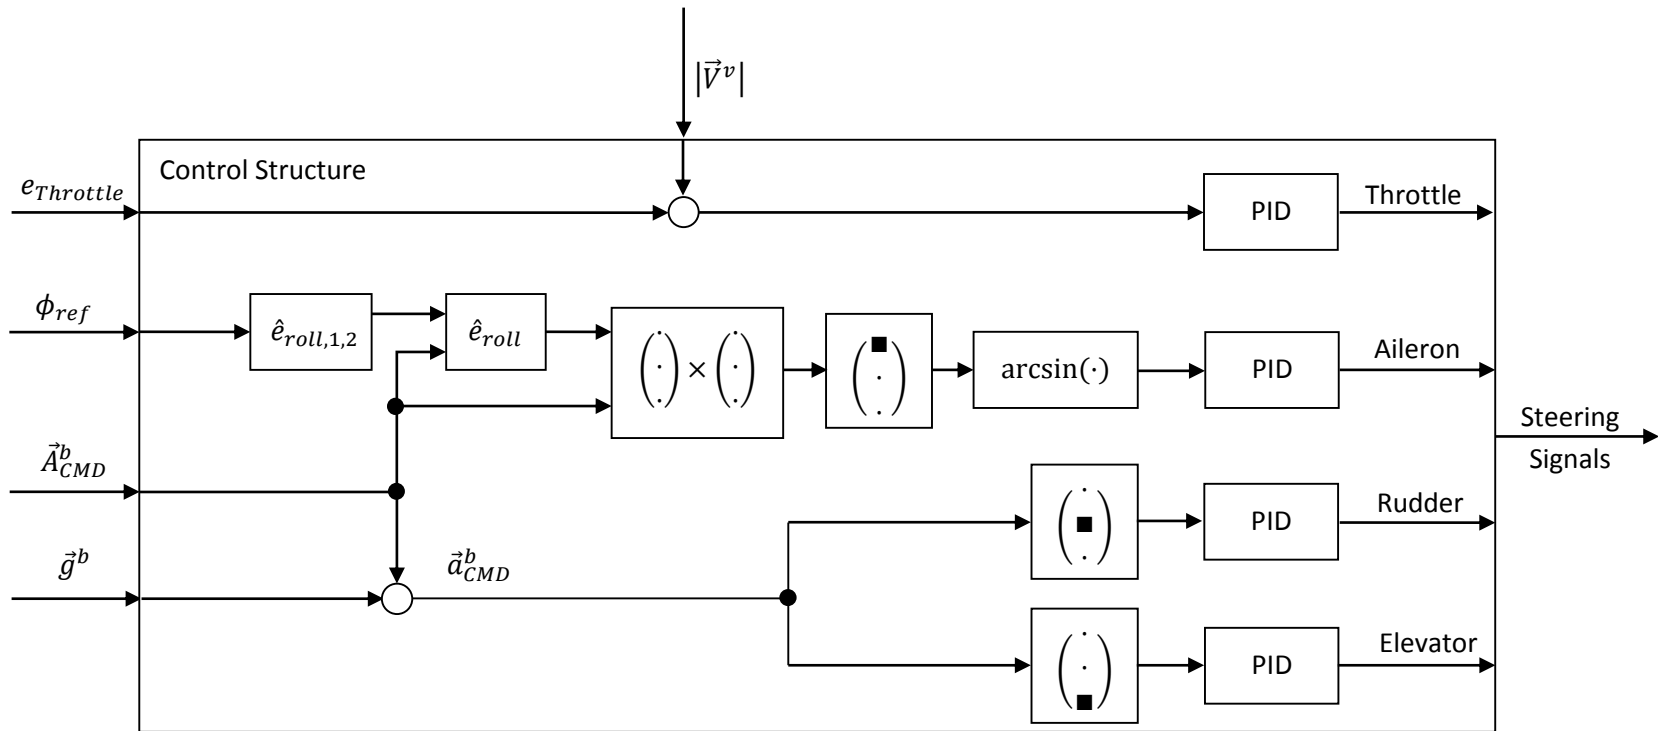 |V⃗ᵛ|
Control Structure
e_Throttle
PID
Throttle
ϕ_ref
ê_roll,1,2
ê_roll
(⋅ ⋅ ⋅) × (⋅ ⋅ ⋅)
(■ ⋅ ⋅)
arcsin(⋅)
PID
Aileron
Steering
Signals
A⃗ᵇ_CMD
(⋅ ■ ⋅)
PID
Rudder
g⃗ᵇ
a⃗ᵇ_CMD
(⋅ ⋅ ■)
PID
Elevator